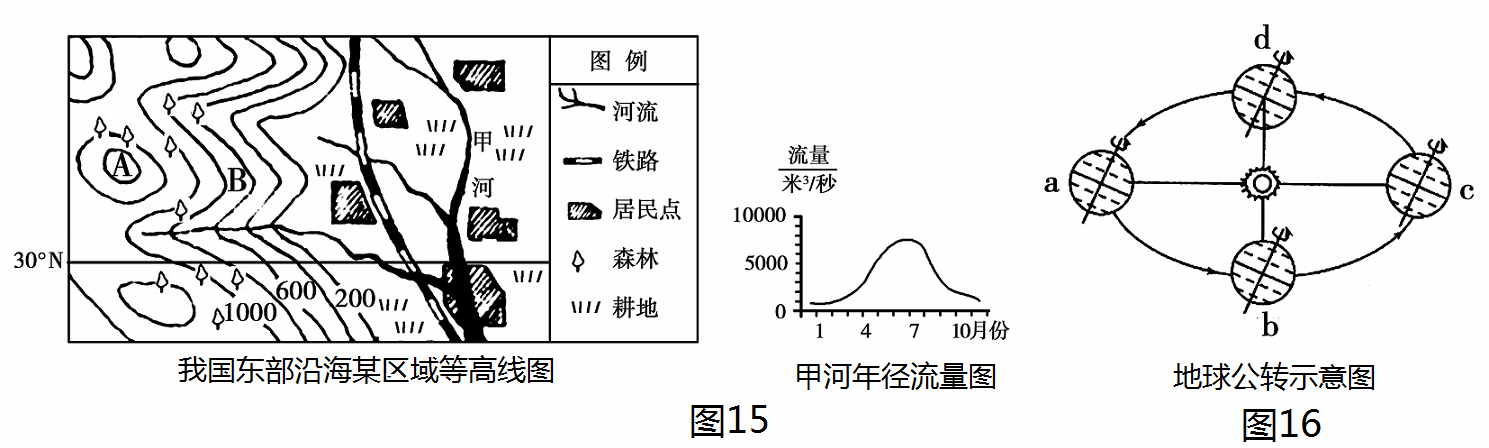 图 例
河流
铁路
居民点
森林
耕地
A
B
甲
河
30°N
1000
600
200
我国东部沿海某区域等高线图
流量
米³/秒
10000
5000
0
1 4 7 10月份
甲河年径流量图
图15
d
a
c
b
地球公转示意图
图16